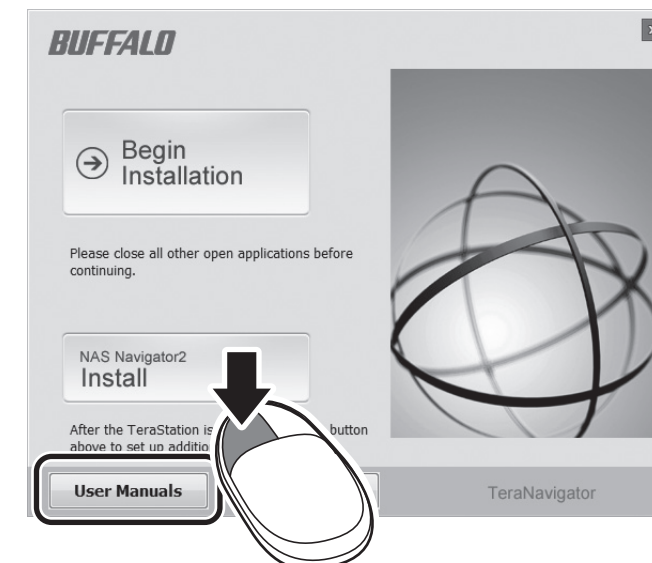 BUFFALO
Begin
Installation
Please close all other open applications before
continuing.
NAS Navigator2
Install
After the TeraStation is
button
above to set up
User Manuals
TeraNavigator